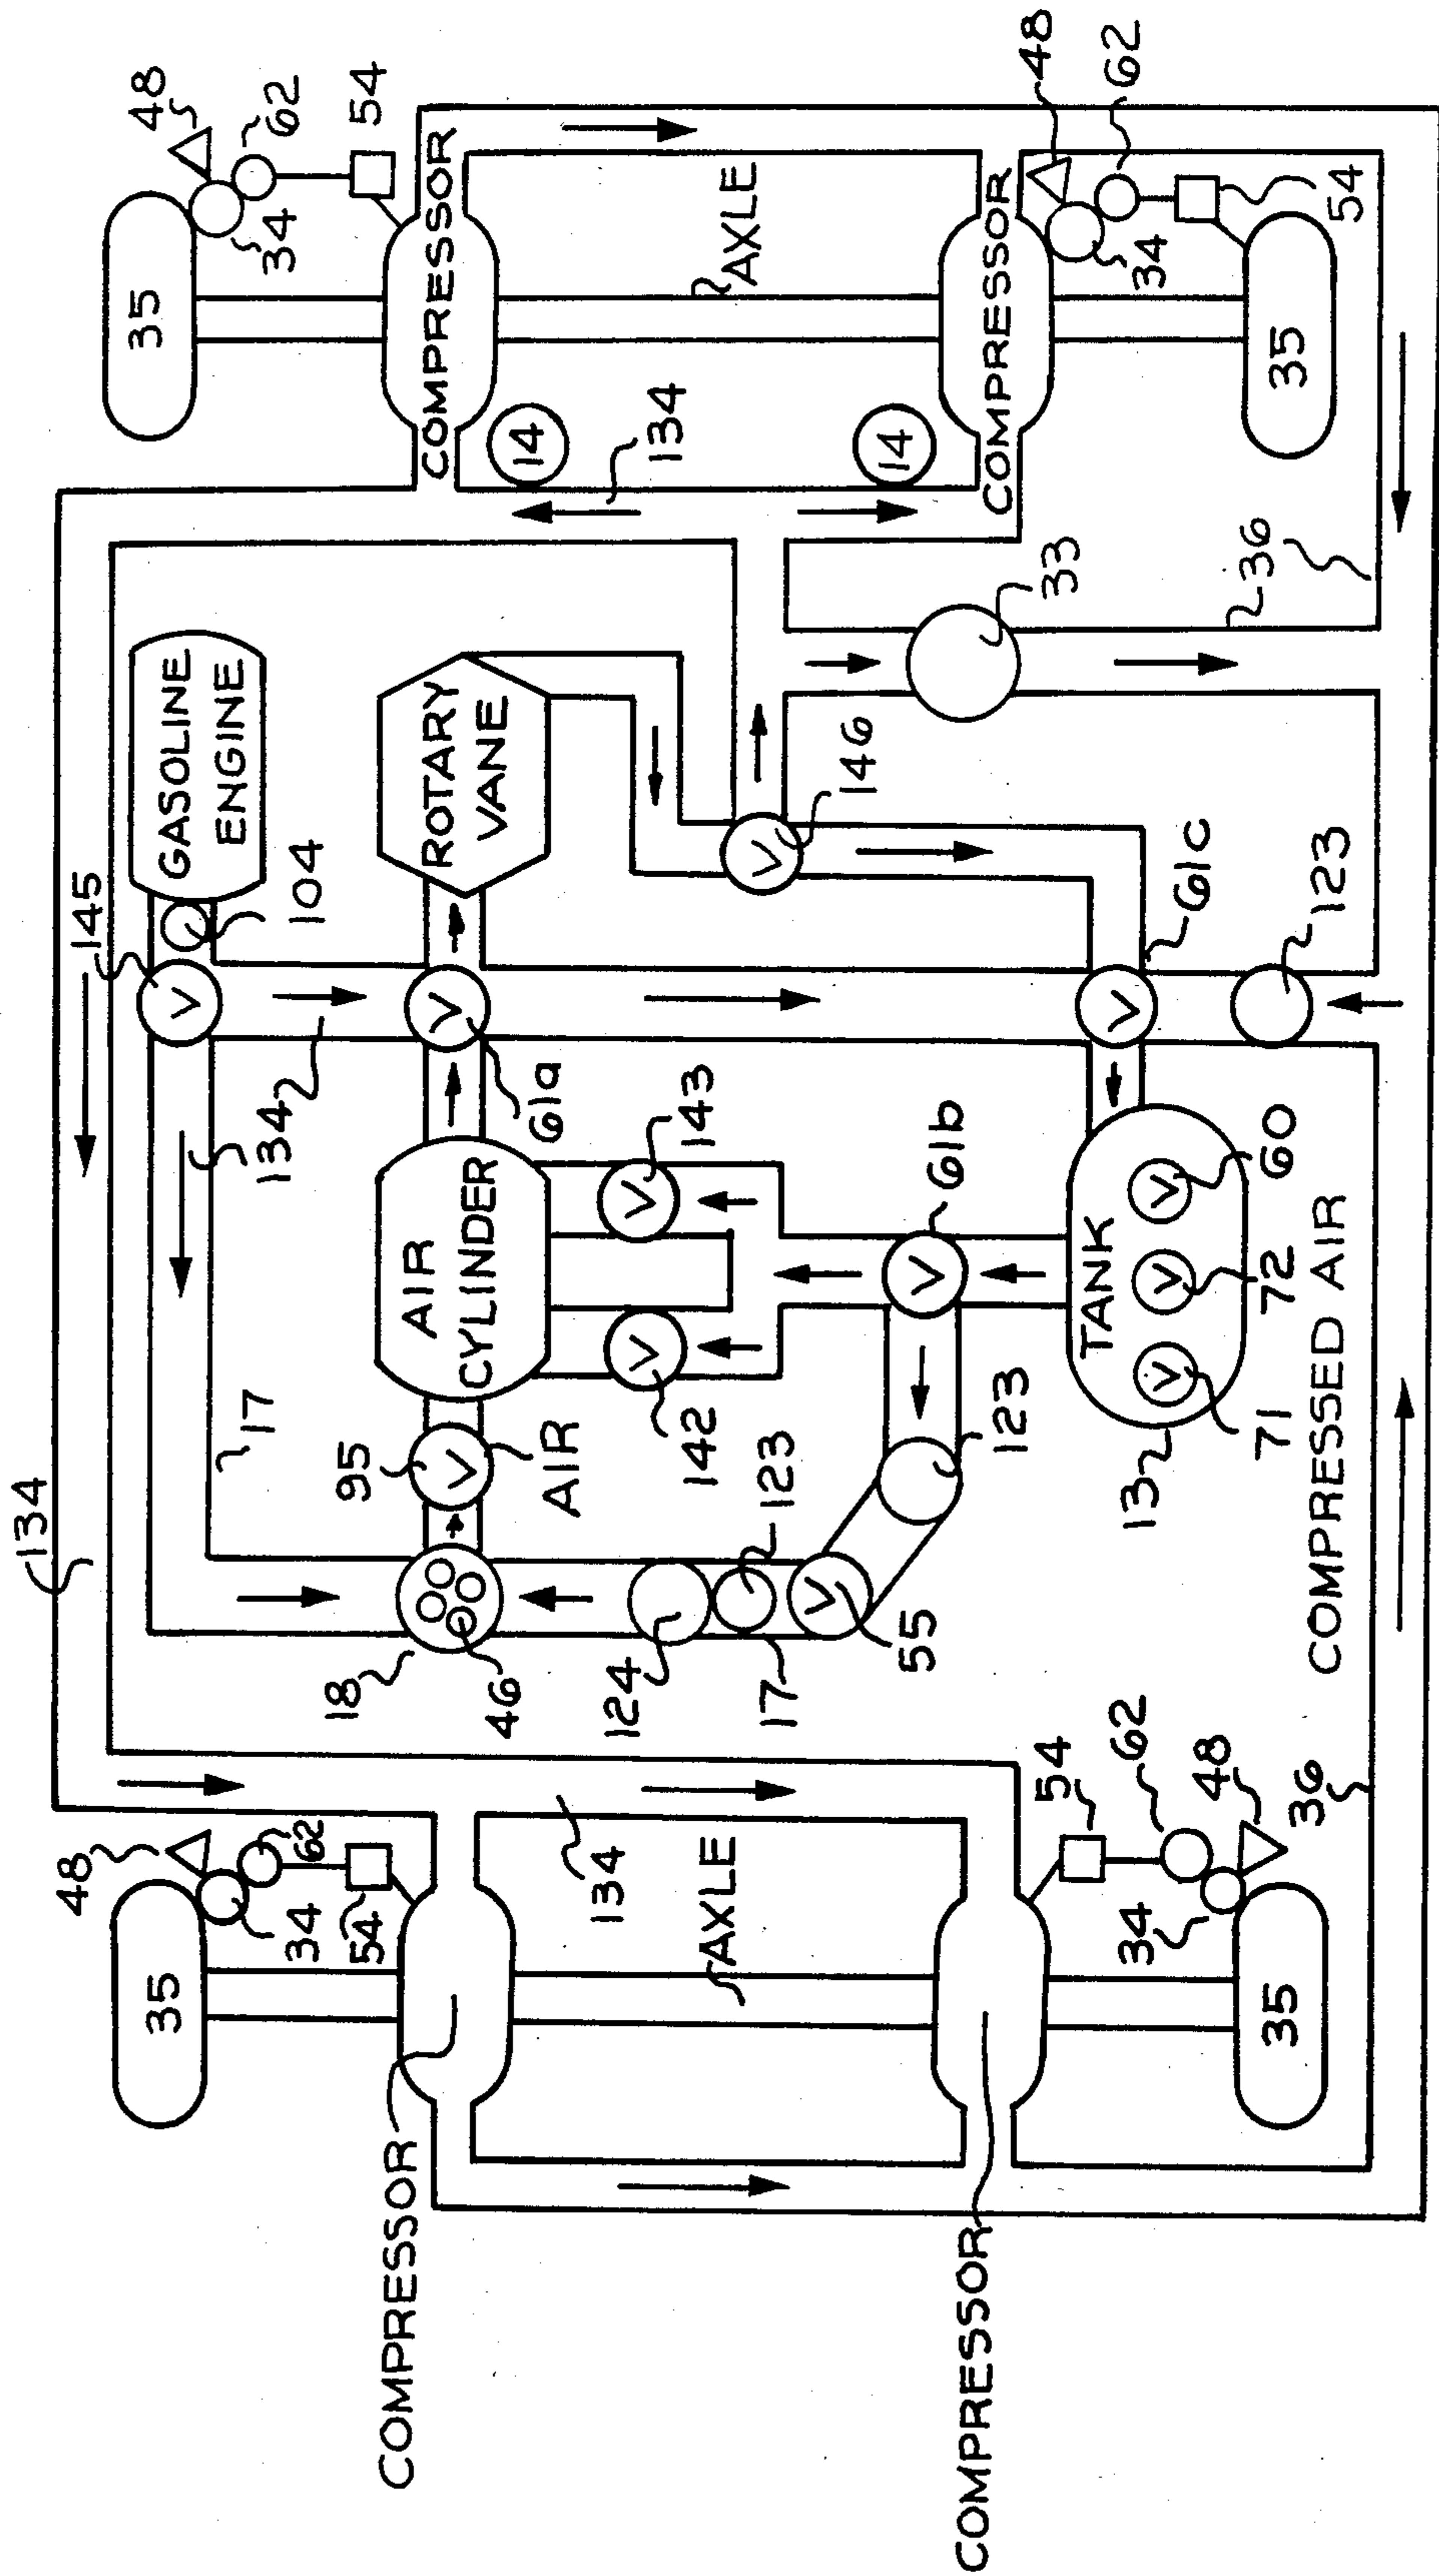 134
48
145
48
35
35
GASOLINE
ENGINE
17
134
62
34
34
62
104
18
95
54
54
COMPRESSOR
AIR
CYLINDER
ROTARY
VANE
COMPRESSOR
46
AIR
61a
14
134
124
142
143
134
AXLE
17
123
AXLE
146
55
61b
14
COMPRESSOR
123
COMPRESSOR
48
54
33
TANK
62
62
13
34
34
61c
48
36
35
71
72
60
36
35
COMPRESSED AIR
123
54